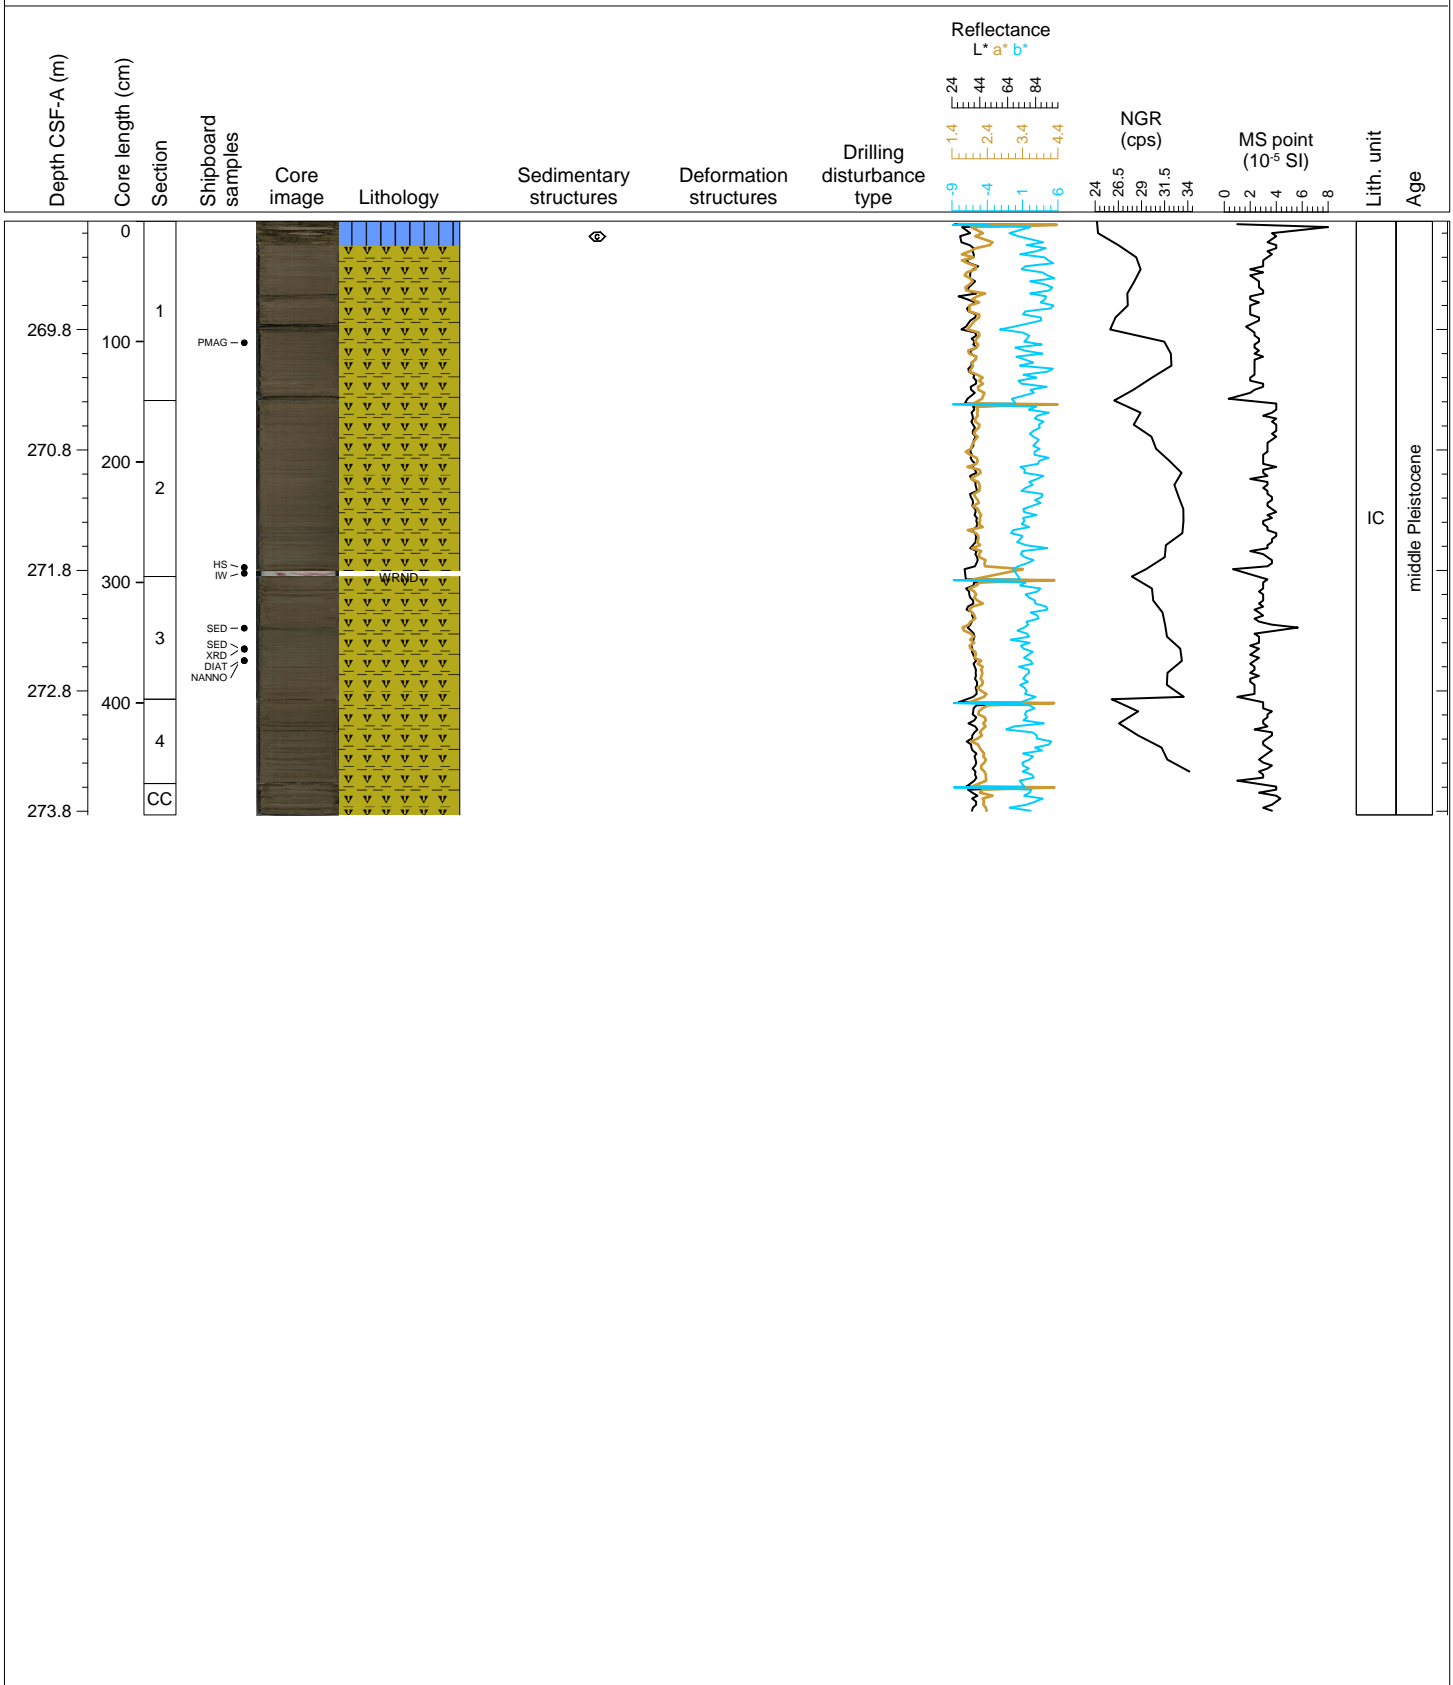 Depth CSF-A (m)
Core length (cm)
Section
Shipboard
samples
Core
image
Lithology
Sedimentary
structures
Deformation
structures
Drilling
disturbance
type
Reflectance
L* a* b*
24 44 64 84
1.4 2.4 3.4 4.4
-9 -4 1 6
NGR
(cps)
24 26.5 29 31.5 34
MS point
(10-5 SI)
0 2 4 6 8
Lith. unit
Age
0
c
1
269.8
100
PMAG
270.8
200
2
IC
middle Pleistocene
HS
271.8
IW
300
WRND
SED
3
SED
XRD
DIAT
NANNO
272.8
400
4
CC
273.8